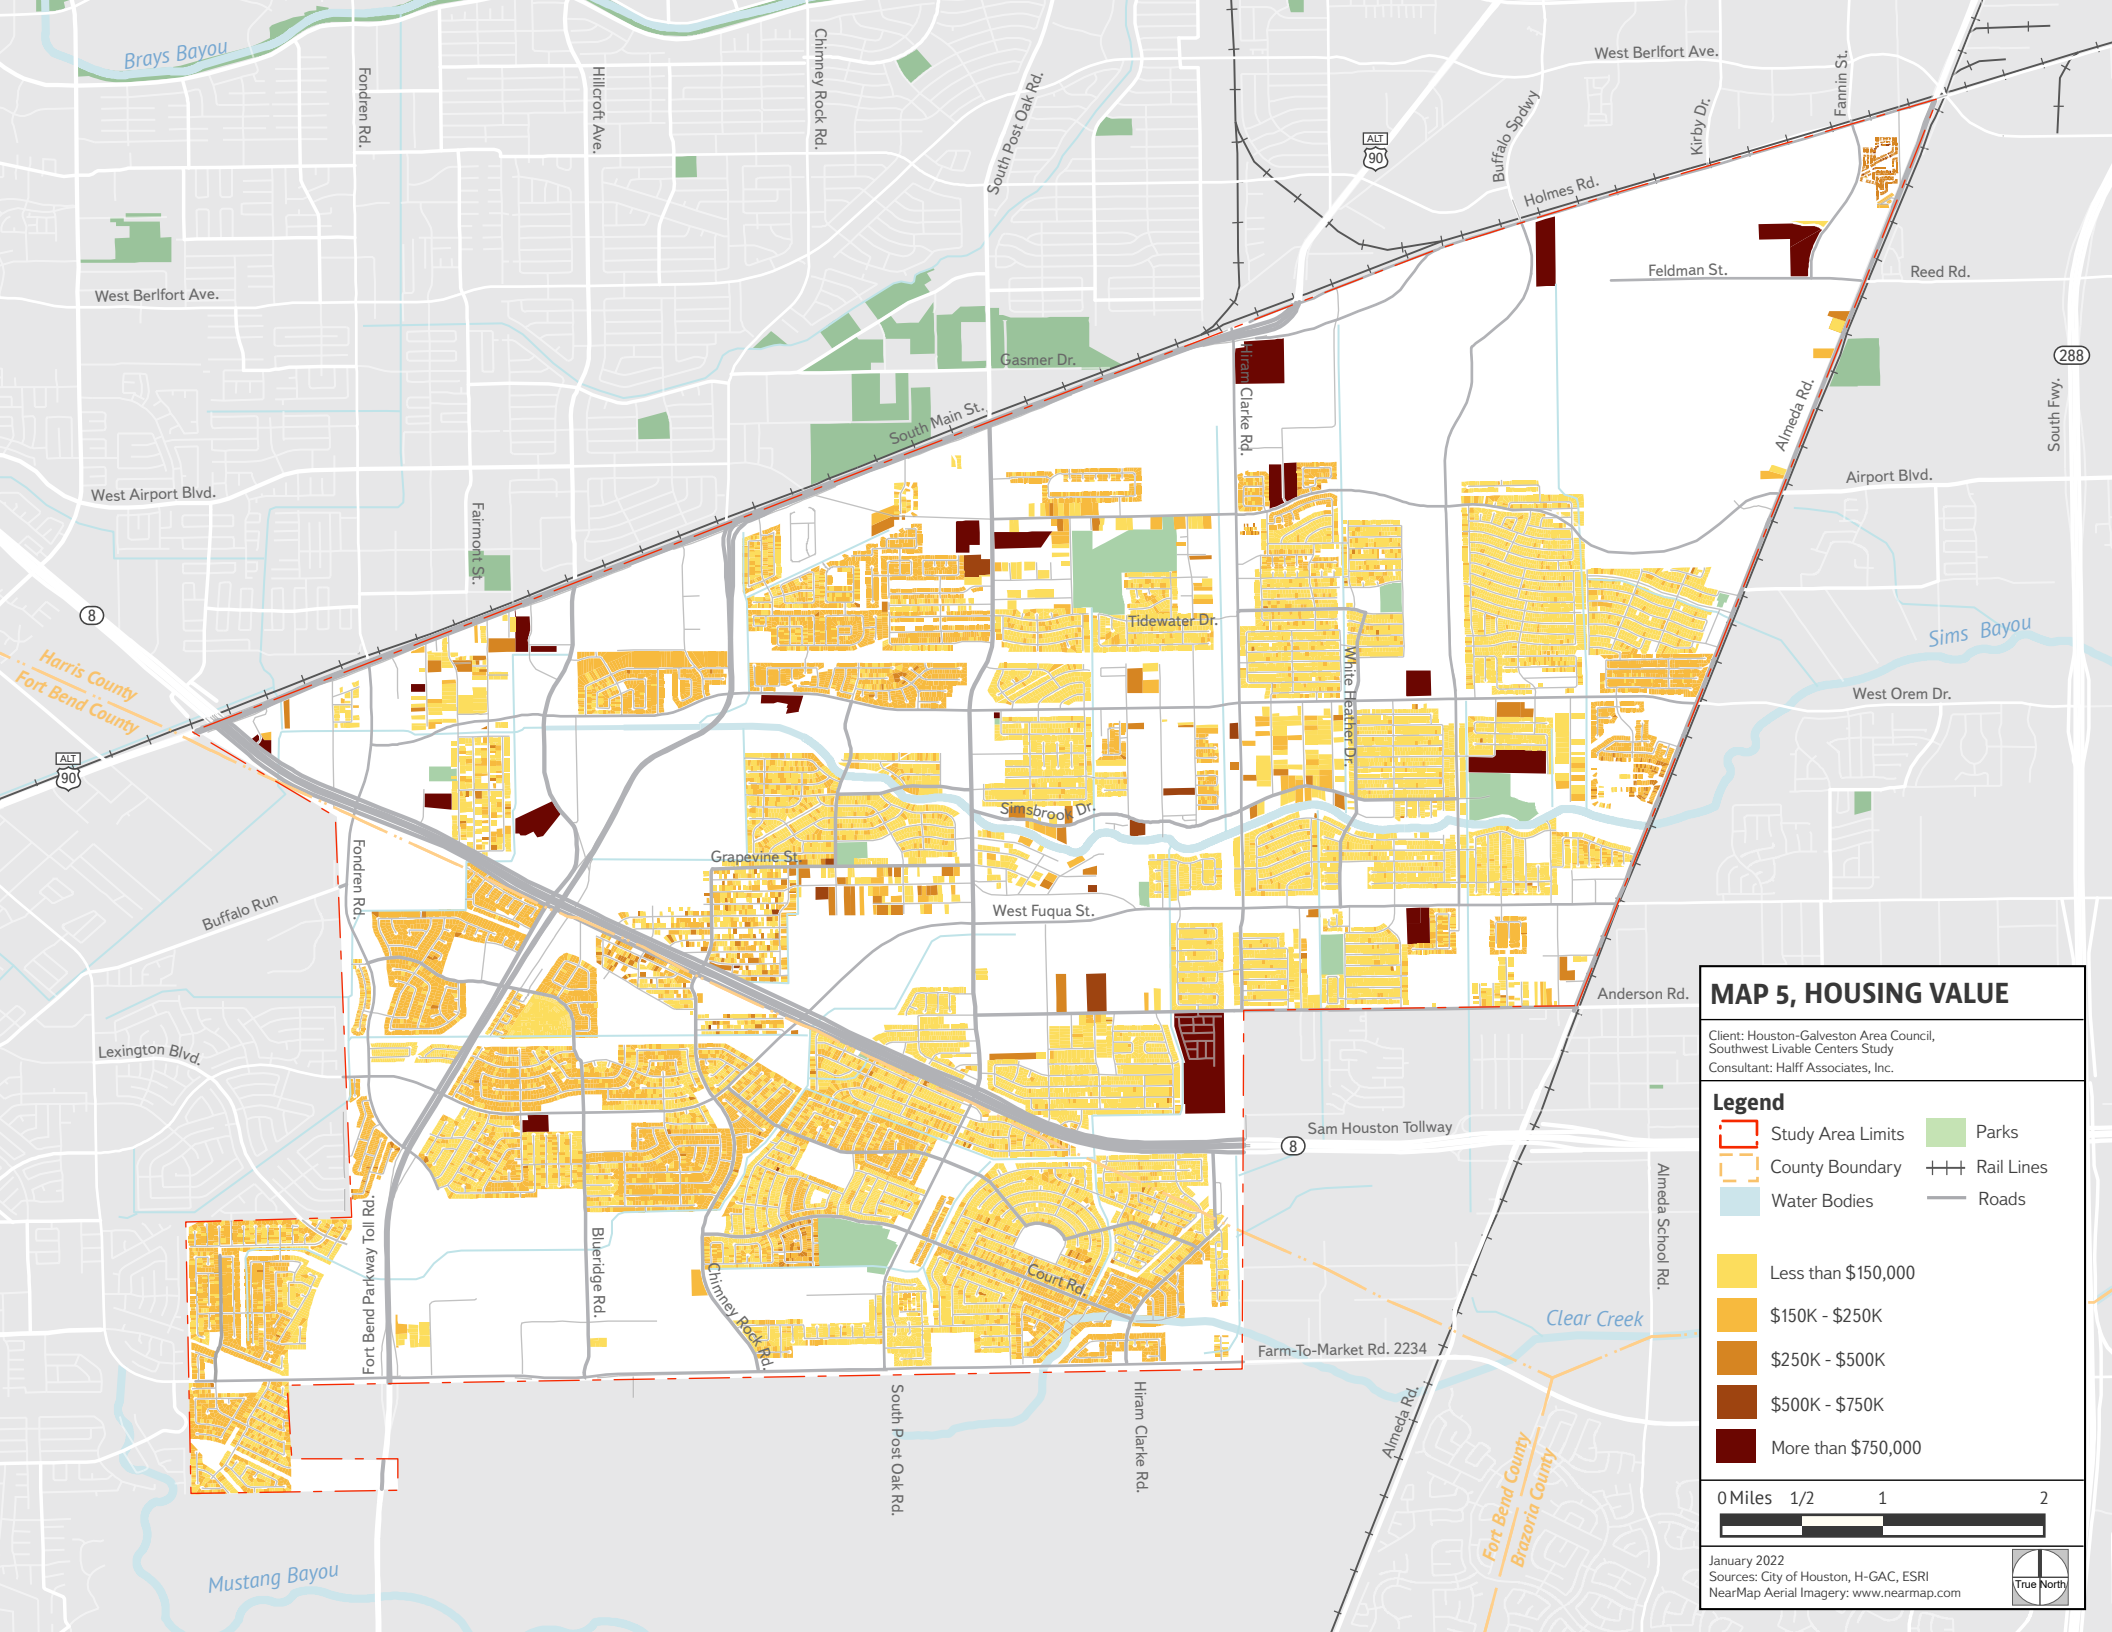 Brays Bayou
Fondren Rd.
Hillcroft Ave.
Chimney Rock Rd.
South Post Oak Rd.
ALT
90
Buffalo Spdwy
West Berlfort Ave.
Kirby Dr.
Fannin St.
Holmes Rd.
West Berlfort Ave.
Feldman St.
Reed Rd.
288
South Fwy.
Gasmer Dr.
Hiram Clarke Rd.
South Main St.
Almeda Rd.
Airport Blvd.
West Airport Blvd.
Fairmont St.
8
Harris County
Fort Bend County
ALT
90
Tidewater Dr.
White Heather Dr.
Sims Bayou
West Orem Dr.
Simsbrook Dr.
Grapevine St.
Fondren Rd.
Buffalo Run
West Fuqua St.
Anderson Rd.
Lexington Blvd.
Sam Houston Tollway
8
Almeda School Rd.
Fort Bend Parkway Toll Rd.
Blueridge Rd.
Chimney Rock Rd.
Court Rd.
Clear Creek
Farm-To-Market Rd. 2234
South Post Oak Rd.
Hiram Clarke Rd.
Almeda Rd.
Fort Bend County
Brazoria County
Mustang Bayou
MAP 5, HOUSING VALUE
Client: Houston-Galveston Area Council,
Southwest Livable Centers Study
Consultant: Halff Associates, Inc.
Legend
Study Area Limits
Parks
County Boundary
Rail Lines
Water Bodies
Roads
Less than $150,000
$150K - $250K
$250K - $500K
$500K - $750K
More than $750,000
0 Miles 1/2 1 2
January 2022
Sources: City of Houston, H-GAC, ESRI
NearMap Aerial Imagery: www.nearmap.com
True North